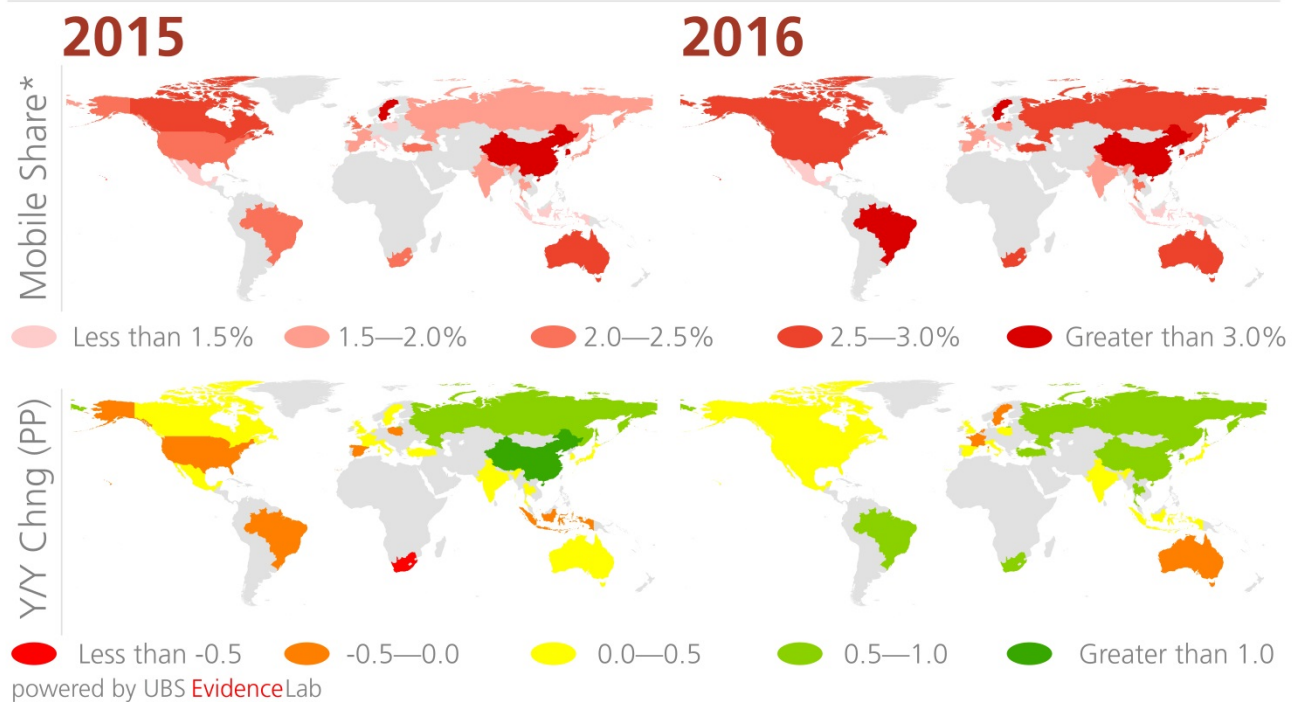 2015
2016
Mobile Share*
Less than 1.5%
1.5—2.0%
2.0—2.5%
2.5—3.0%
Greater than 3.0%
Y/Y Chng (PP)
Less than -0.5
-0.5—0.0
0.0—0.5
0.5—1.0
Greater than 1.0
powered by UBS EvidenceLab